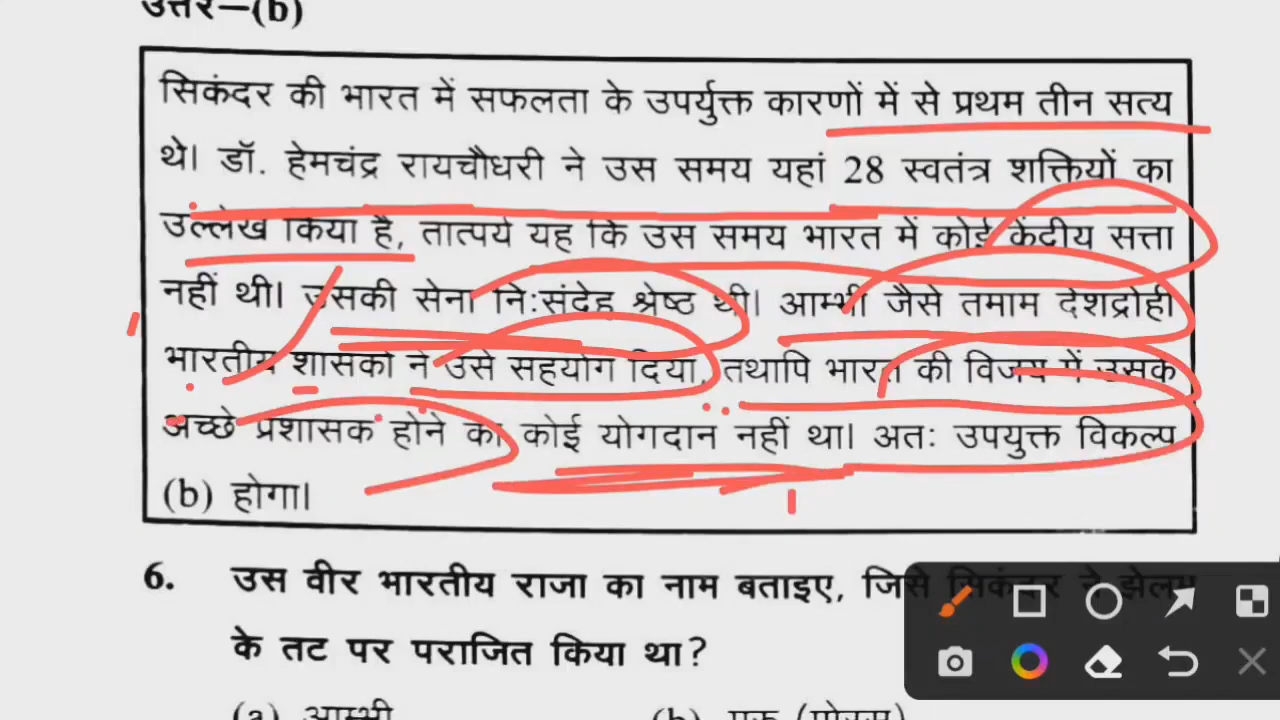 उत्तर–(b)
सिकंदर की भारत में सफलता के उपर्युक्त कारणों में से प्रथम तीन सत्य
थे। डॉ. हेमचंद्र रायचौधरी ने उस समय यहां 28 स्वतंत्र शक्तियों का
उल्लेख किया है, तात्पर्य यह कि उस समय भारत में कोई केंद्रीय सत्ता
नहीं थी। उसकी सेना निःसंदेह श्रेष्ठ थी। आम्भी जैसे तमाम देशद्रोही
भारतीय शासकों ने उसे सहयोग दिया, तथापि भारत की विजय में उसके
अच्छे प्रशासक होने का कोई योगदान नहीं था। अतः उपयुक्त विकल्प
(b) होगा।
6. उस वीर भारतीय राजा का नाम बताइए, जिसे सिकंदर ने झेलम
के तट पर पराजित किया था?
(a) आम्भी (b) पुरू (पोरस)